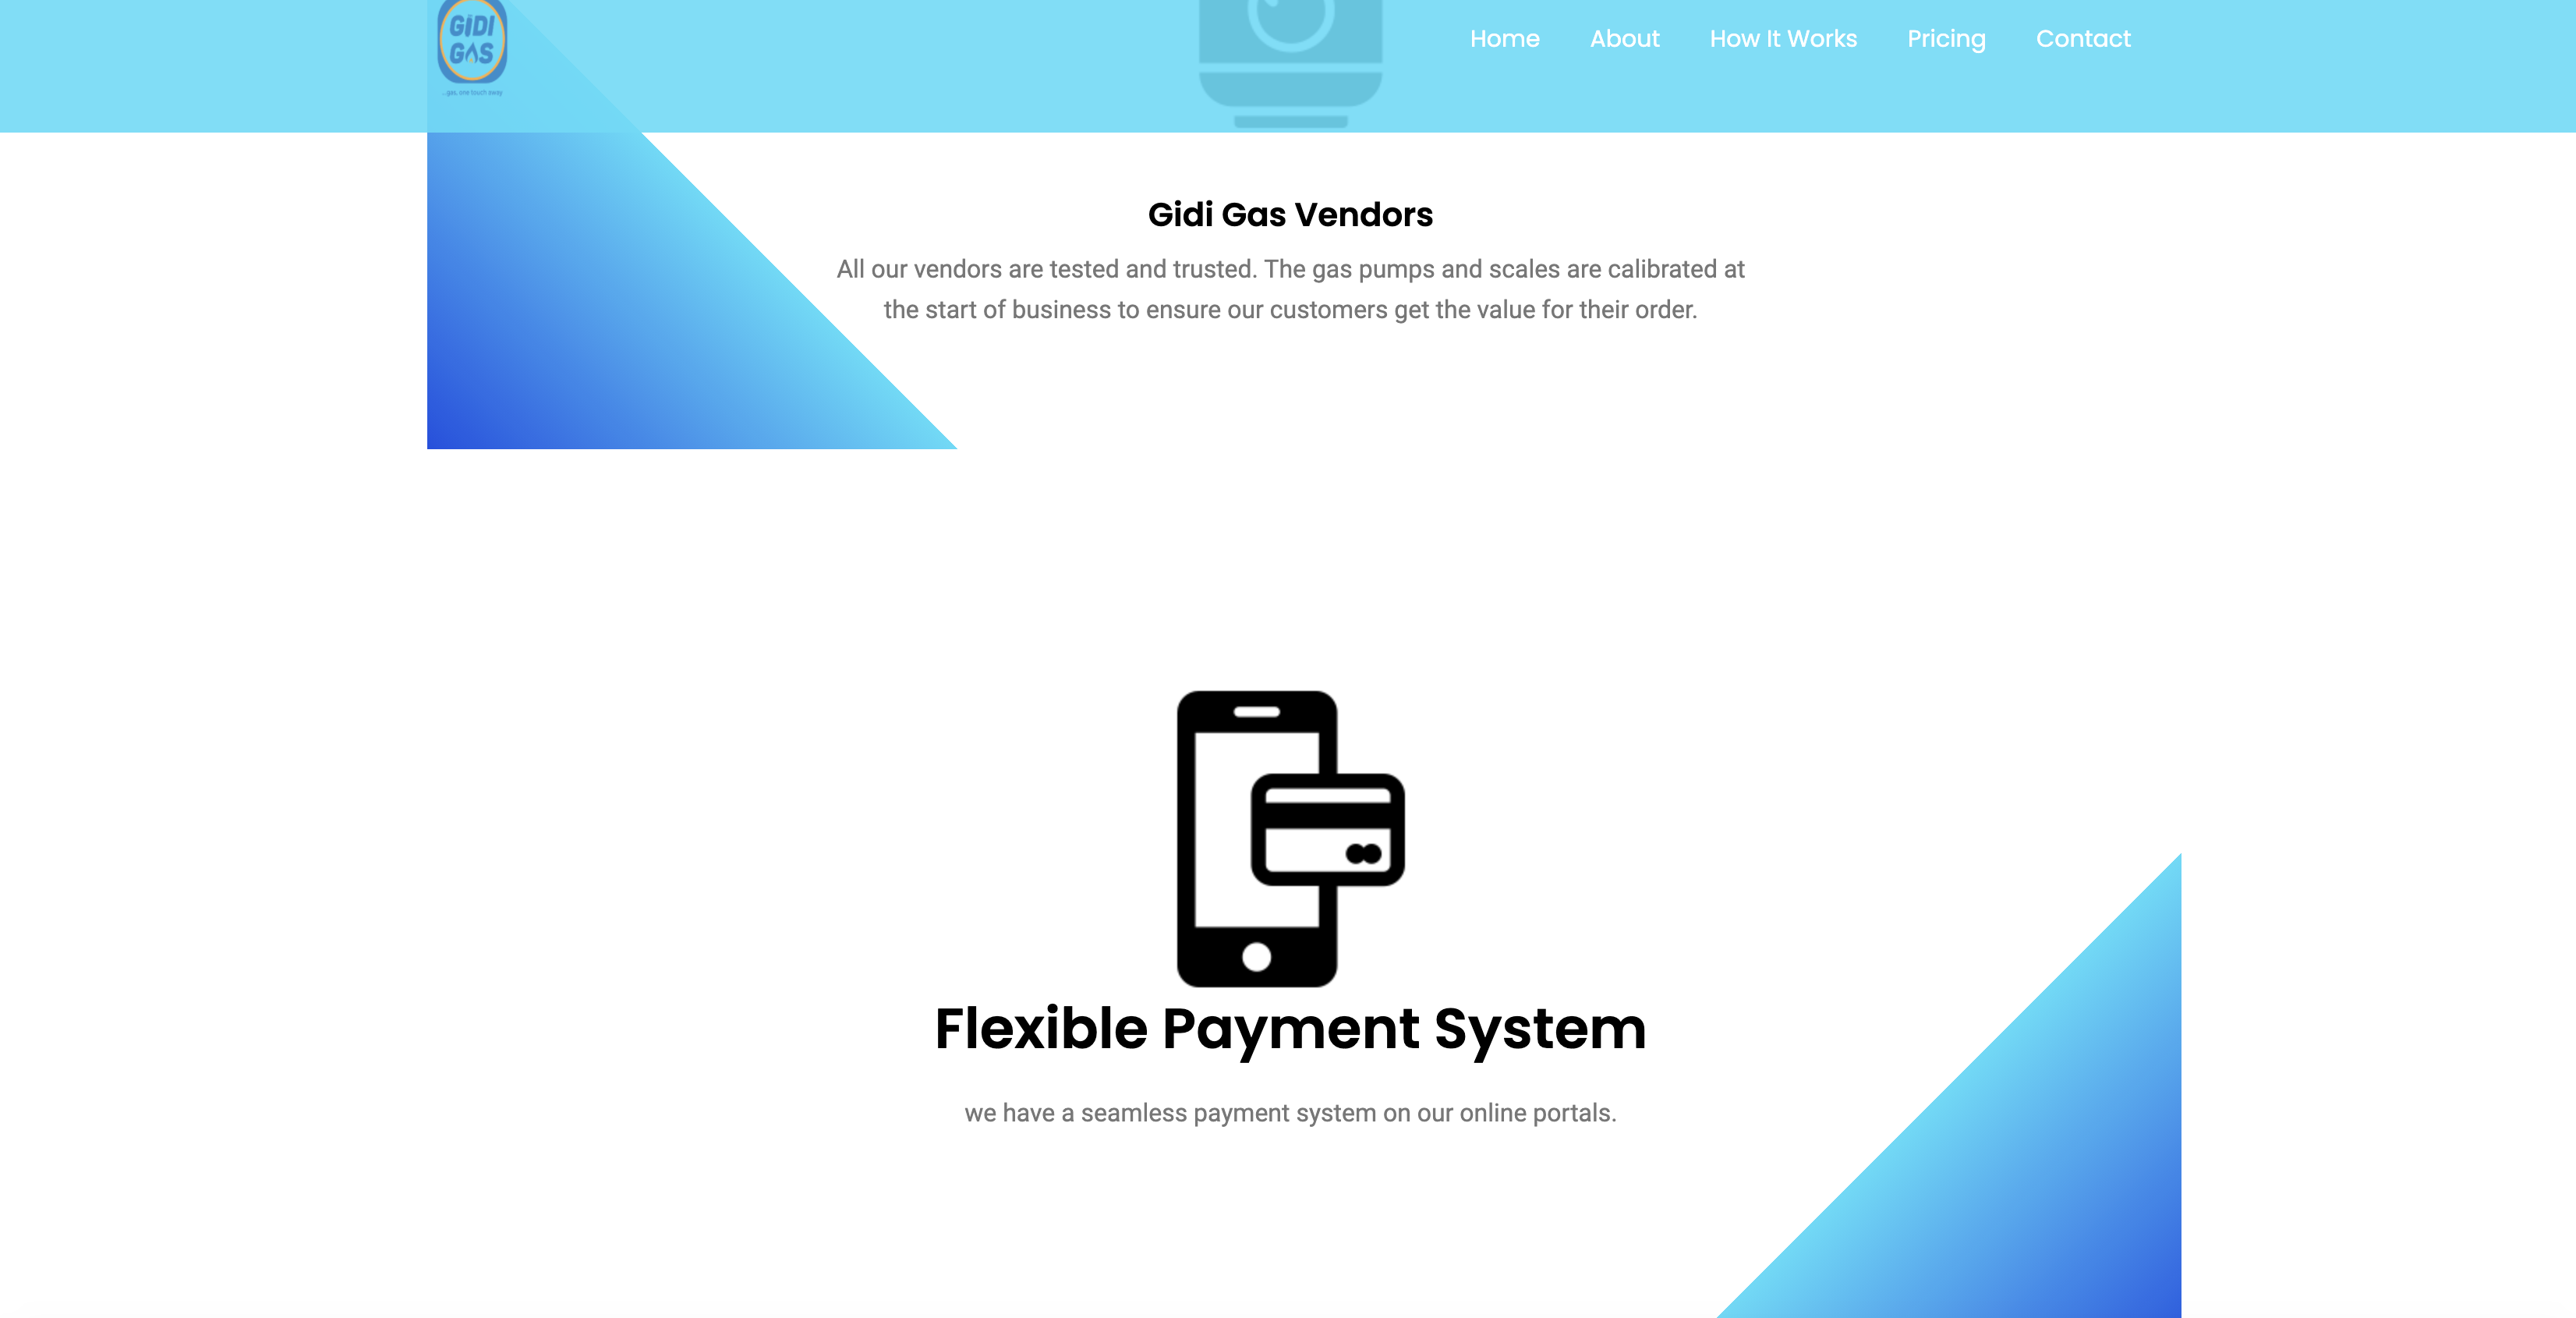 GiDI
GAS
...gas, one touch away
Home About How It Works Pricing Contact
Gidi Gas Vendors
All our vendors are tested and trusted. The gas pumps and scales are calibrated at
the start of business to ensure our customers get the value for their order.
Flexible Payment System
we have a seamless payment system on our online portals.